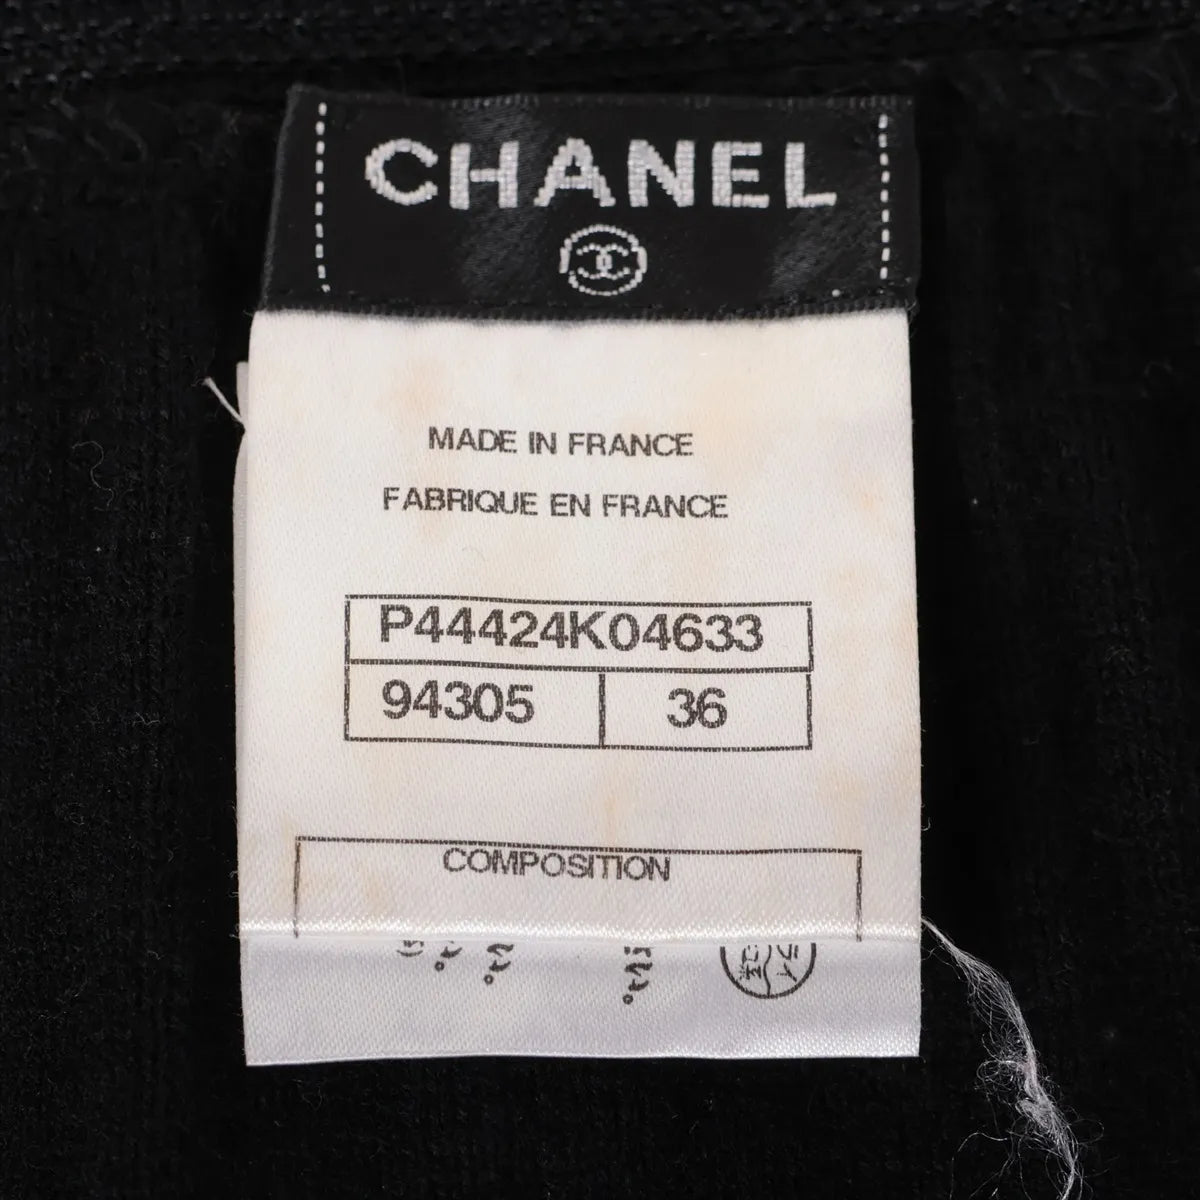 CHANEL
MADE IN FRANCE
FABRIQUE EN FRANCE
P44424K04633
94305 36
COMPOSITION